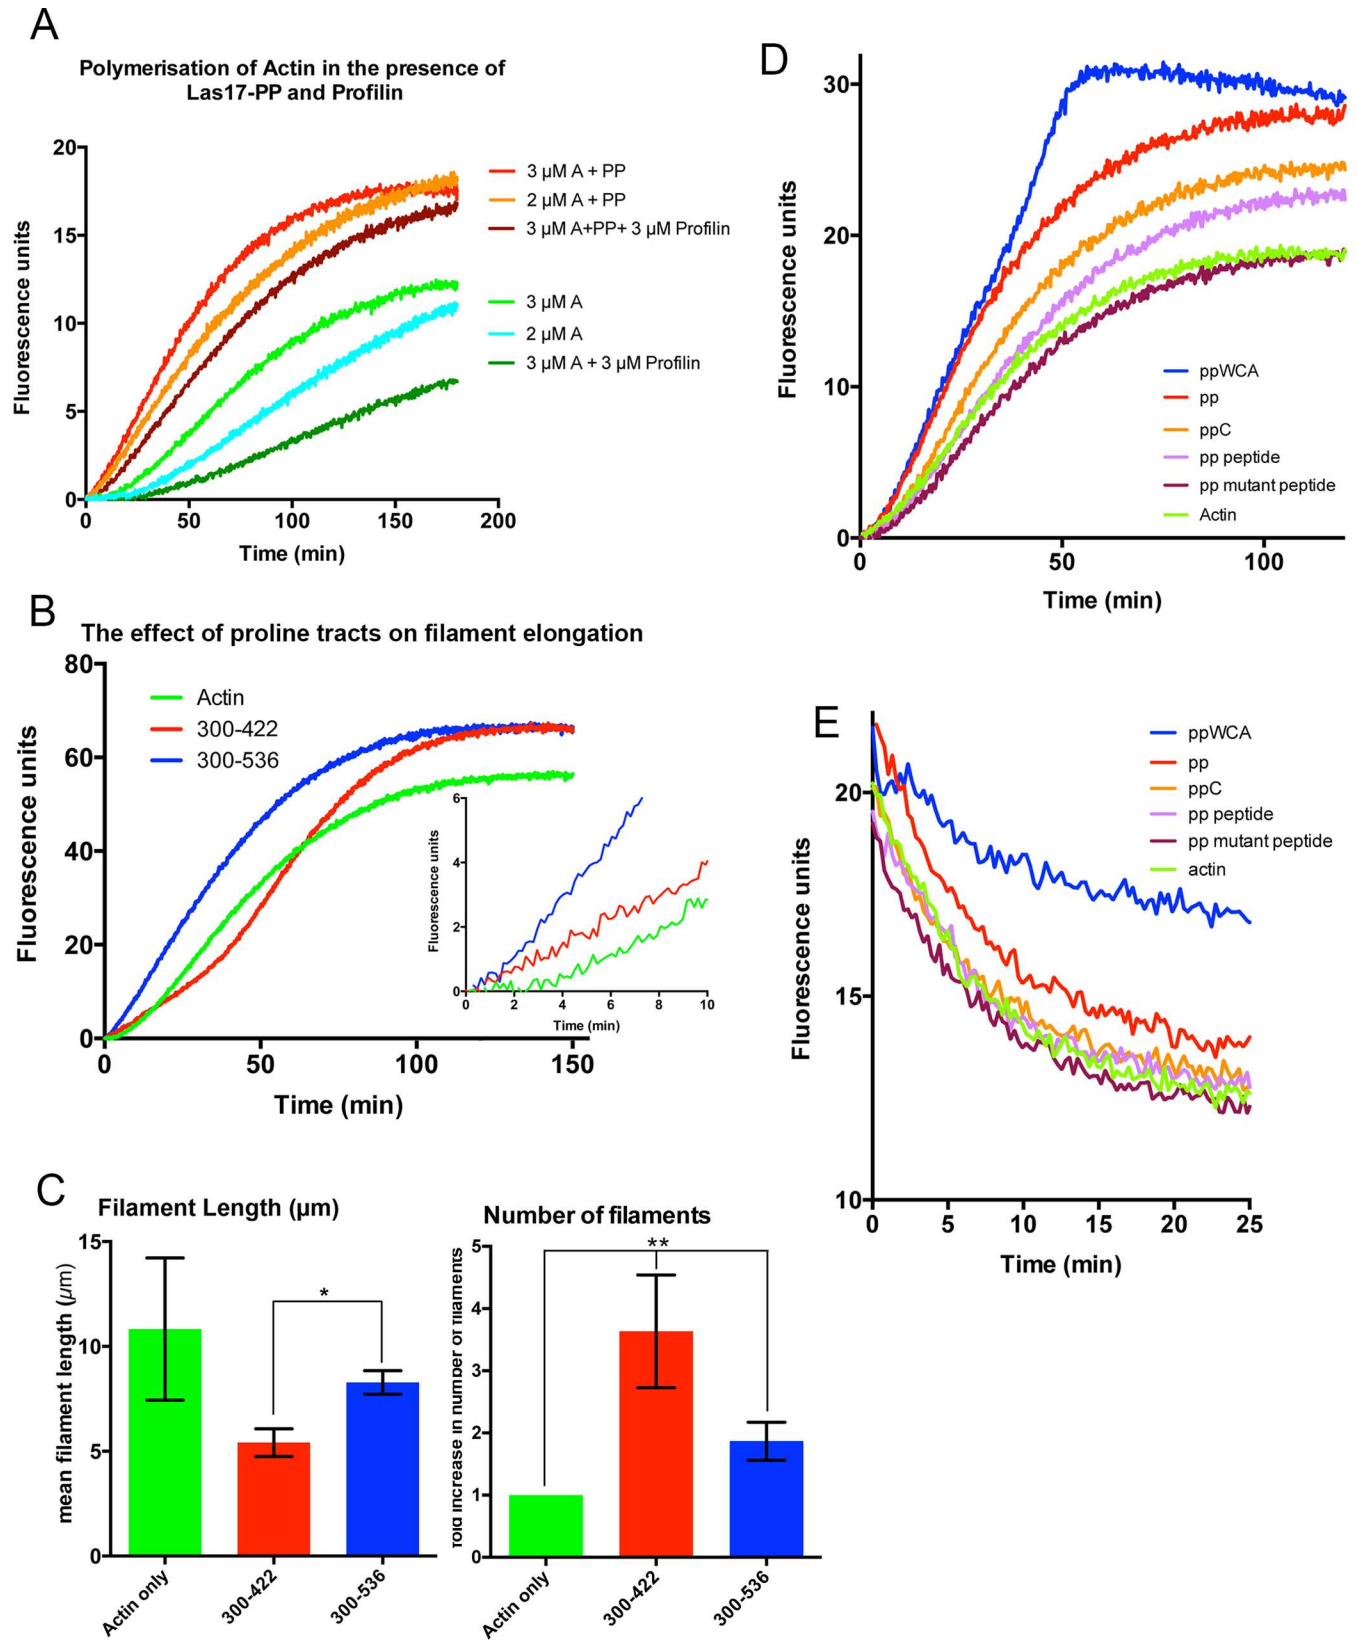 A
Polymerisation of Actin in the presence of
Las17-PP and Profilin
Fluorescence units
20
15
10
5
0
0 50 100 150 200
Time (min)
3 µM A + PP
2 µM A + PP
3 µM A+PP+ 3 µM Profilin
3 µM A
2 µM A
3 µM A + 3 µM Profilin
D
Fluorescence units
30
20
10
0
0 50 100
Time (min)
ppWCA
pp
ppC
pp peptide
pp mutant peptide
Actin
B
The effect of proline tracts on filament elongation
Fluorescence units
80
60
40
20
0
0 50 100 150
Time (min)
Actin
300-422
300-536
Fluorescence units
6
4
2
0
0 2 4 6 8 10
Time (min)
E
Fluorescence units
20
15
10
0 5 10 15 20 25
Time (min)
ppWCA
pp
ppC
pp peptide
pp mutant peptide
actin
C
Filament Length (µm)
mean filament length (µm)
15
10
5
0
*
Actin only
300-422
300-536
Number of filaments
fold increase in number of filaments
5
4
3
2
1
0
**
Actin only
300-422
300-536